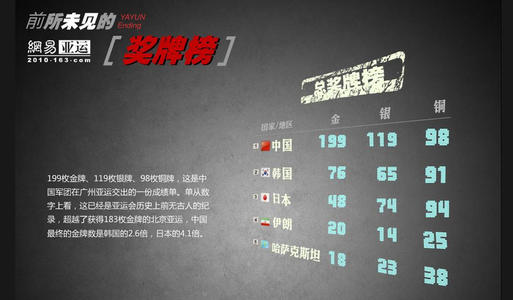 前所未见的
YAYUN
Ending
網易亚运
2010·163·com
[奖牌榜]
总奖牌榜
国家/地区 金 银 铜
1 中国 199 119 98
2 韩国 76 65 91
3 日本 48 74 94
4 伊朗 20 14 25
5 哈萨克斯坦 18 23 38
199枚金牌、119枚银牌、98枚铜牌，这是中
国军团在广州亚运交出的一份成绩单。单从数
字上看，这已经是亚运会历史上前无古人的纪
录，超越了获得183枚金牌的北京亚运，中国
最终的金牌数是韩国的2.6倍，日本的4.1倍。